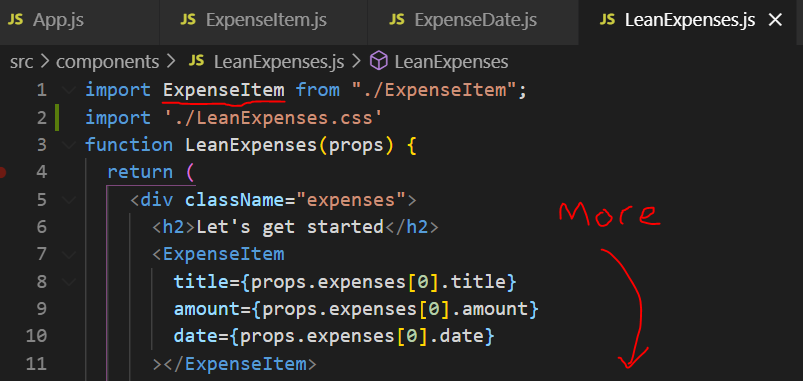 JS App.js JS ExpenseItem.js JS ExpenseDate.js JS LeanExpenses.js ×
src > components > JS LeanExpenses.js > LeanExpenses
1 import ExpenseItem from "./ExpenseItem";
2 import './LeanExpenses.css'
3 function LeanExpenses(props) {
4 return (
5 <div className="expenses">
6 <h2>Let's get started</h2>
More
7 <ExpenseItem
8 title={props.expenses[0].title}
9 amount={props.expenses[0].amount}
10 date={props.expenses[0].date}
11 ></ExpenseItem>